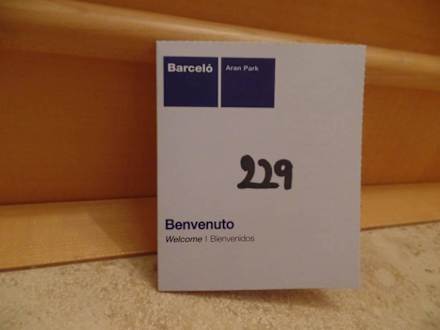 Barceló Aran Park
229
Benvenuto
Welcome | Bienvenidos